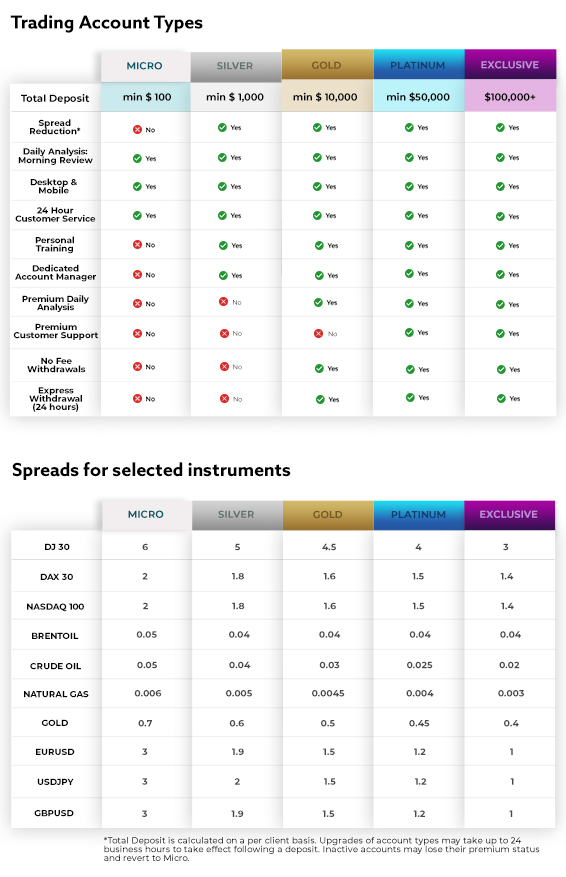 Trading Account Types
MICRO SILVER GOLD PLATINUM EXCLUSIVE
Total Deposit min $ 100 min $ 1,000 min $ 10,000 min $50,000 $100,000+
Spread
Reduction* No Yes Yes Yes Yes
Daily Analysis:
Morning Review Yes Yes Yes Yes Yes
Desktop &
Mobile Yes Yes Yes Yes Yes
24 Hour
Customer Service Yes Yes Yes Yes Yes
Personal
Training No Yes Yes Yes Yes
Dedicated
Account Manager No Yes Yes Yes Yes
Premium Daily
Analysis No No Yes Yes Yes
Premium
Customer Support No No No Yes Yes
No Fee
Withdrawals No No Yes Yes Yes
Express
Withdrawal
(24 hours) No No Yes Yes Yes
Spreads for selected instruments
MICRO SILVER GOLD PLATINUM EXCLUSIVE
DJ 30 6 5 4.5 4 3
DAX 30 2 1.8 1.6 1.5 1.4
NASDAQ 100 2 1.8 1.6 1.5 1.4
BRENTOIL 0.05 0.04 0.04 0.04 0.04
CRUDE OIL 0.05 0.04 0.03 0.025 0.02
NATURAL GAS 0.006 0.005 0.0045 0.004 0.003
GOLD 0.7 0.6 0.5 0.45 0.4
EURUSD 3 1.9 1.5 1.2 1
USDJPY 3 2 1.5 1.2 1
GBPUSD 3 1.9 1.5 1.2 1
*Total Deposit is calculated on a per client basis. Upgrades of account types may take up to 24
business hours to take effect following a deposit. Inactive accounts may lose their premium status
and revert to Micro.